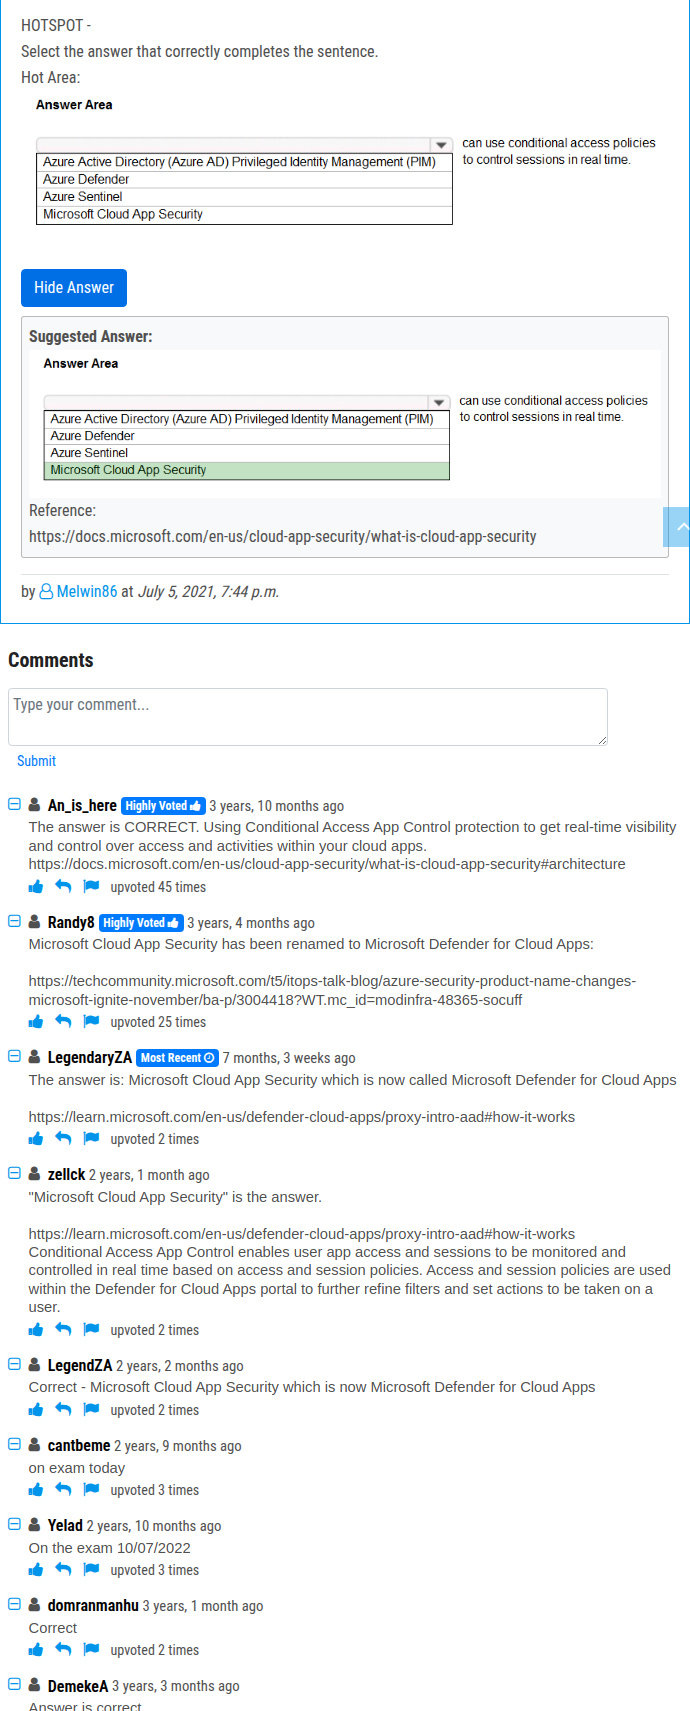 HOTSPOT -
Select the answer that correctly completes the sentence.
Hot Area:
Answer Area
can use conditional access policies
to control sessions in real time.
Azure Active Directory (Azure AD) Privileged Identity Management (PIM)
Azure Defender
Azure Sentinel
Microsoft Cloud App Security
Hide Answer
Suggested Answer:
Answer Area
can use conditional access policies
to control sessions in real time.
Azure Active Directory (Azure AD) Privileged Identity Management (PIM)
Azure Defender
Azure Sentinel
Microsoft Cloud App Security
Reference:
https://docs.microsoft.com/en-us/cloud-app-security/what-is-cloud-app-security
by Melwin86 at July 5, 2021, 7:44 p.m.
Comments
Type your comment...
Submit
An_is_here Highly Voted 3 years, 10 months ago
The answer is CORRECT. Using Conditional Access App Control protection to get real-time visibility
and control over access and activities within your cloud apps.
https://docs.microsoft.com/en-us/cloud-app-security/what-is-cloud-app-security#architecture
upvoted 45 times
Randy8 Highly Voted 3 years, 4 months ago
Microsoft Cloud App Security has been renamed to Microsoft Defender for Cloud Apps:
https://techcommunity.microsoft.com/t5/itops-talk-blog/azure-security-product-name-changes-
microsoft-ignite-november/ba-p/3004418?WT.mc_id=modinfra-48365-socuff
upvoted 25 times
LegendaryZA Most Recent 7 months, 3 weeks ago
The answer is: Microsoft Cloud App Security which is now called Microsoft Defender for Cloud Apps
https://learn.microsoft.com/en-us/defender-cloud-apps/proxy-intro-aad#how-it-works
upvoted 2 times
zellck 2 years, 1 month ago
"Microsoft Cloud App Security" is the answer.
https://learn.microsoft.com/en-us/defender-cloud-apps/proxy-intro-aad#how-it-works
Conditional Access App Control enables user app access and sessions to be monitored and
controlled in real time based on access and session policies. Access and session policies are used
within the Defender for Cloud Apps portal to further refine filters and set actions to be taken on a
user.
upvoted 2 times
LegendZA 2 years, 2 months ago
Correct - Microsoft Cloud App Security which is now Microsoft Defender for Cloud Apps
upvoted 2 times
cantbeme 2 years, 9 months ago
on exam today
upvoted 3 times
Yelad 2 years, 10 months ago
On the exam 10/07/2022
upvoted 3 times
domranmanhu 3 years, 1 month ago
Correct
upvoted 2 times
DemekeA 3 years, 3 months ago
Answer is correct